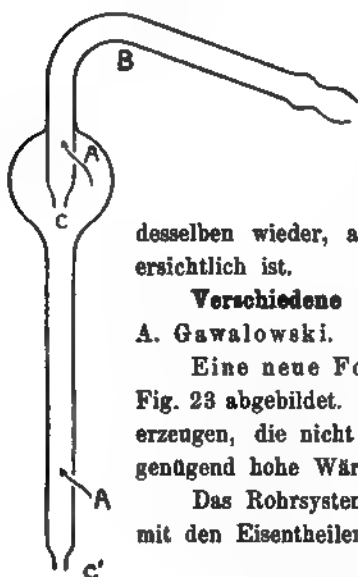 B
A
C
desselben wieder, a
ersichtlich ist.
Verschiedene
A. Gawalowski.
Eine neue Fo
Fig. 23 abgebildet.
erzeugen, die nicht
genügend hohe Wär
Das Rohrsystem
mit den Eisentheilen
A
C'